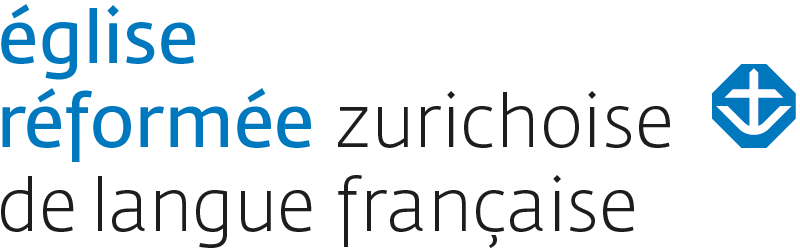 église
réformée zurichoise
de langue française